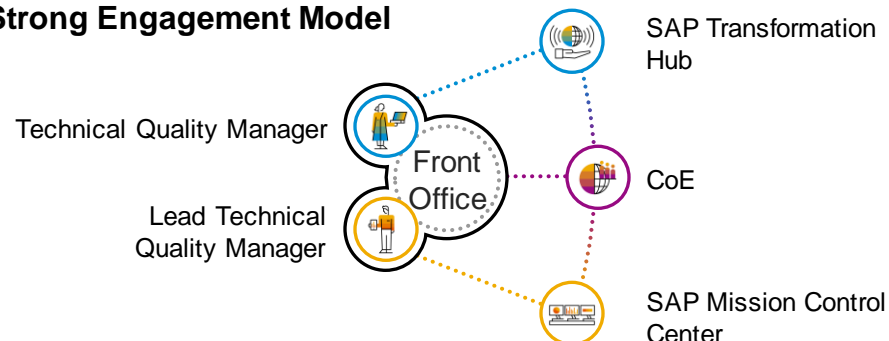 Strong Engagement Model
SAP Transformation
Hub
Technical Quality Manager
Front
Office
CoE
Lead Technical
Quality Manager
SAP Mission Control
Center